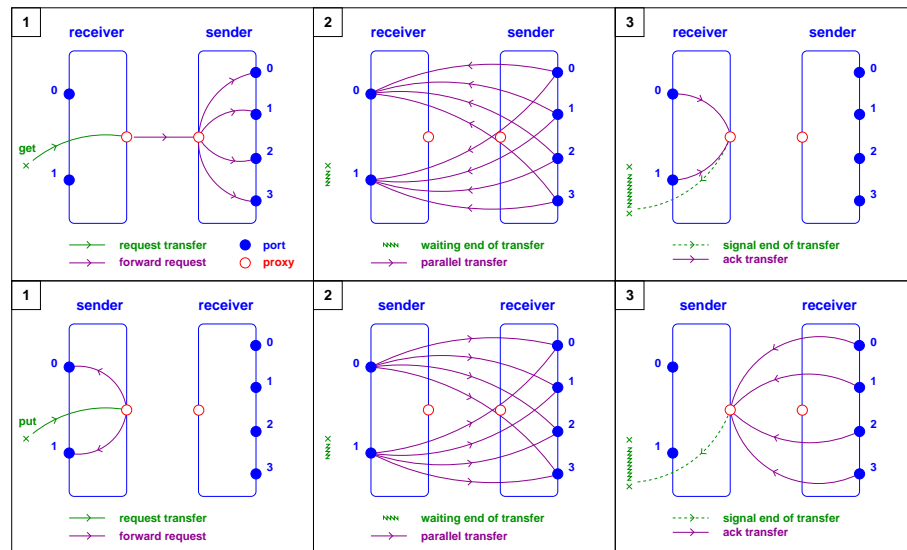 1
receiver sender
0
0
1
get
2
1
3
request transfer
port
forward request
proxy
2
receiver sender
0
0
1
2
1
3
zzzz
waiting end of transfer
parallel transfer
3
receiver sender
0
0
1
2
1
3
zzzzzzzz
signal end of transfer
ack transfer
1
sender receiver
0
0
1
put
2
1
3
request transfer
forward request
2
sender receiver
0
0
1
2
1
3
zzzz
waiting end of transfer
parallel transfer
3
sender receiver
0
0
1
2
1
3
zzzzzzzz
signal end of transfer
ack transfer